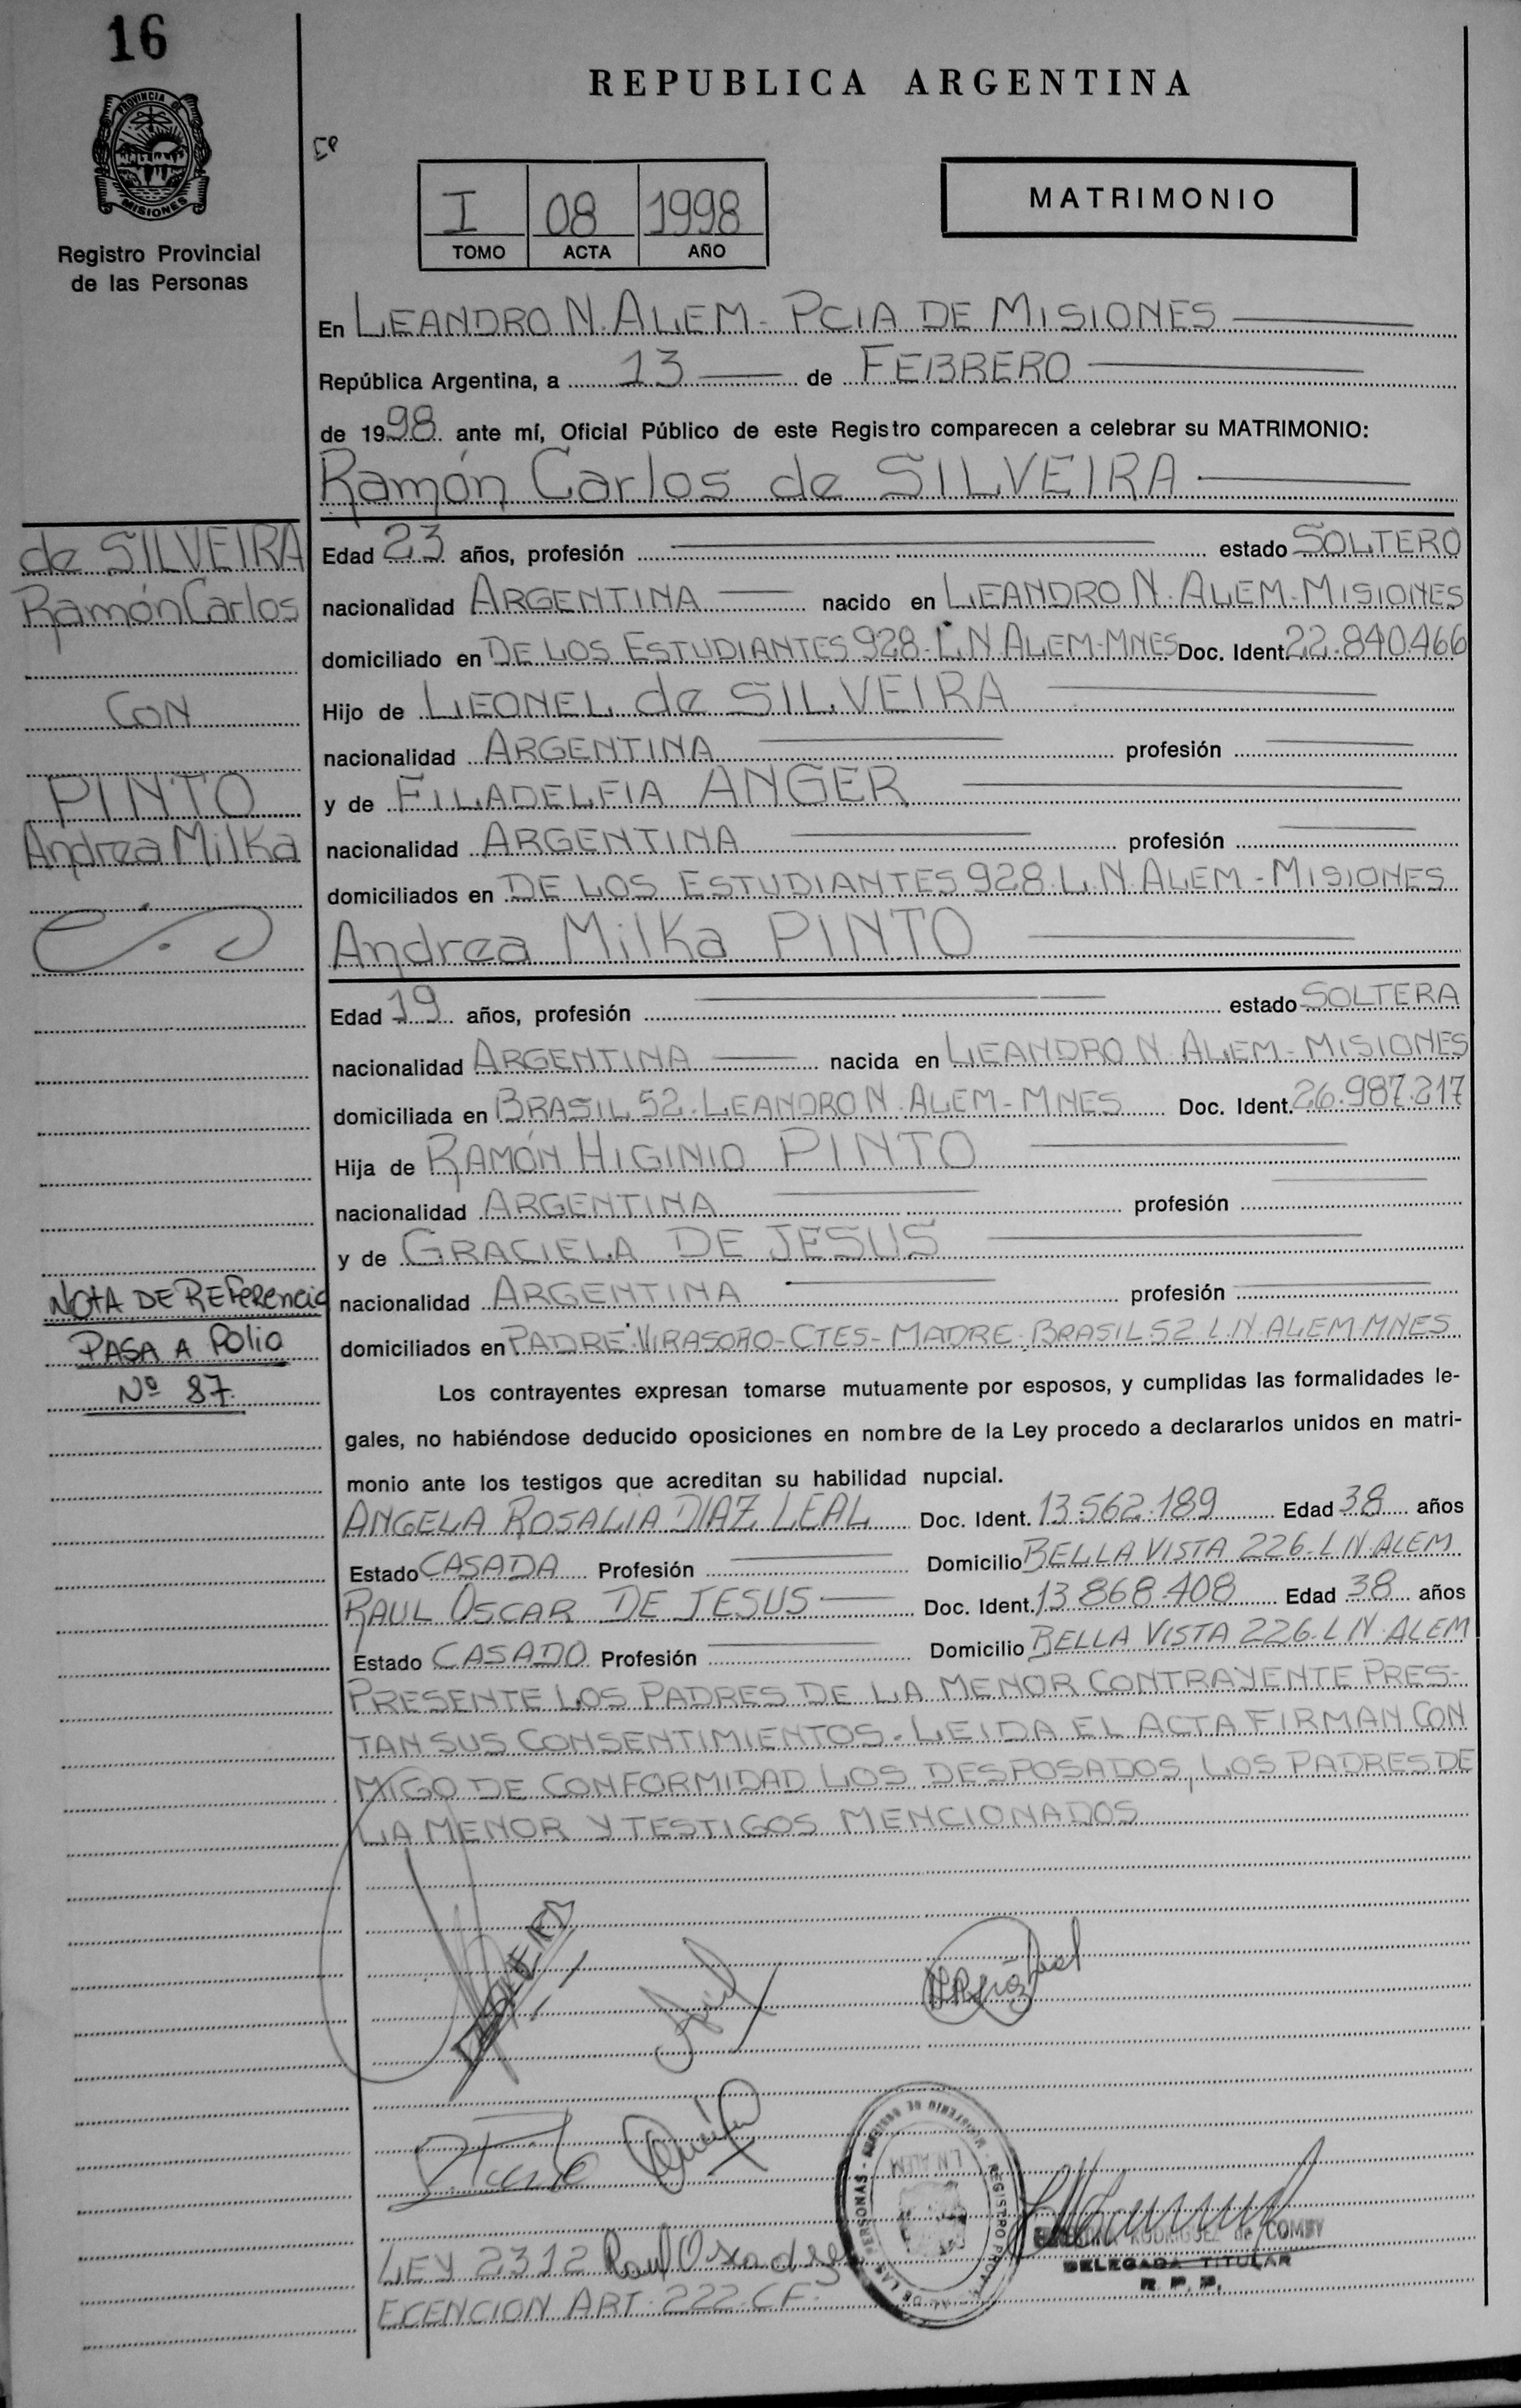 16
PROVINCIA DE
MISIONES
Registro Provincial
de las Personas
REPUBLICA ARGENTINA
I 08 1998
TOMO ACTA AÑO
MATRIMONIO
En LEANDRO N. ALEM - PCIA DE MISIONES
República Argentina, a 13 de FEBRERO
de 1998 ante mí, Oficial Público de este Registro comparecen a celebrar su MATRIMONIO:
Ramón Carlos de SILVEIRA
de SILVEIRA
Ramón Carlos
CON
PINTO
Andrea Milka
Edad 23 años, profesión estado SOLTERO
nacionalidad ARGENTINA nacido en LEANDRO N. ALEM - MISIONES
domiciliado en DE LOS ESTUDIANTES 928 - L.N ALEM - MNES Doc. Ident. 22.840.466
Hijo de LEONEL de SILVEIRA
nacionalidad ARGENTINA profesión
y de FILADELFIA ANGER
nacionalidad ARGENTINA profesión
domiciliados en DE LOS ESTUDIANTES 928. L.N. ALEM - MISIONES
Andrea Milka PINTO
Edad 19 años, profesión estado SOLTERA
nacionalidad ARGENTINA nacida en LEANDRO N. ALEM - MISIONES
domiciliada en BRASIL 52. LEANDRO N. ALEM - MNES Doc. Ident. 26.987.217
Hija de RAMÓN HIGINIO PINTO
nacionalidad ARGENTINA profesión
y de GRACIELA DE JESUS
nacionalidad ARGENTINA profesión
domiciliados en PADRE: VIRASORO - CTES - MADRE: BRASIL 52 L.N. ALEM MNES
NOTA DE REFERENCIA
PASA A FOLIO
Nº 87.
Los contrayentes expresan tomarse mutuamente por esposos, y cumplidas las formalidades le-
gales, no habiéndose deducido oposiciones en nombre de la Ley procedo a declararlos unidos en matri-
monio ante los testigos que acreditan su habilidad nupcial.
ANGELA ROSALIA DIAZ LEAL Doc. Ident. 13.562.189 Edad 38 años
Estado CASADA Profesión Domicilio BELLA VISTA 226. L N. ALEM
RAUL OSCAR DE JESUS Doc. Ident. 13 868.408 Edad 38 años
Estado CASADO Profesión Domicilio BELLA VISTA 226. L N. ALEM
PRESENTE LOS PADRES DE LA MENOR CONTRAYENTE PRES-
TAN SUS CONSENTIMIENTOS. LEIDA EL ACTA FIRMAN CON
MIGO DE CONFORMIDAD LOS DESPOSADOS, LOS PADRES DE
LA MENOR Y TESTIGOS MENCIONADOS
L N ALEM
RODRIGUEZ de COMBY
DELEGADA TITULAR
R. P. P.
LEY 2312
ECENCION ART. 222. C.F.